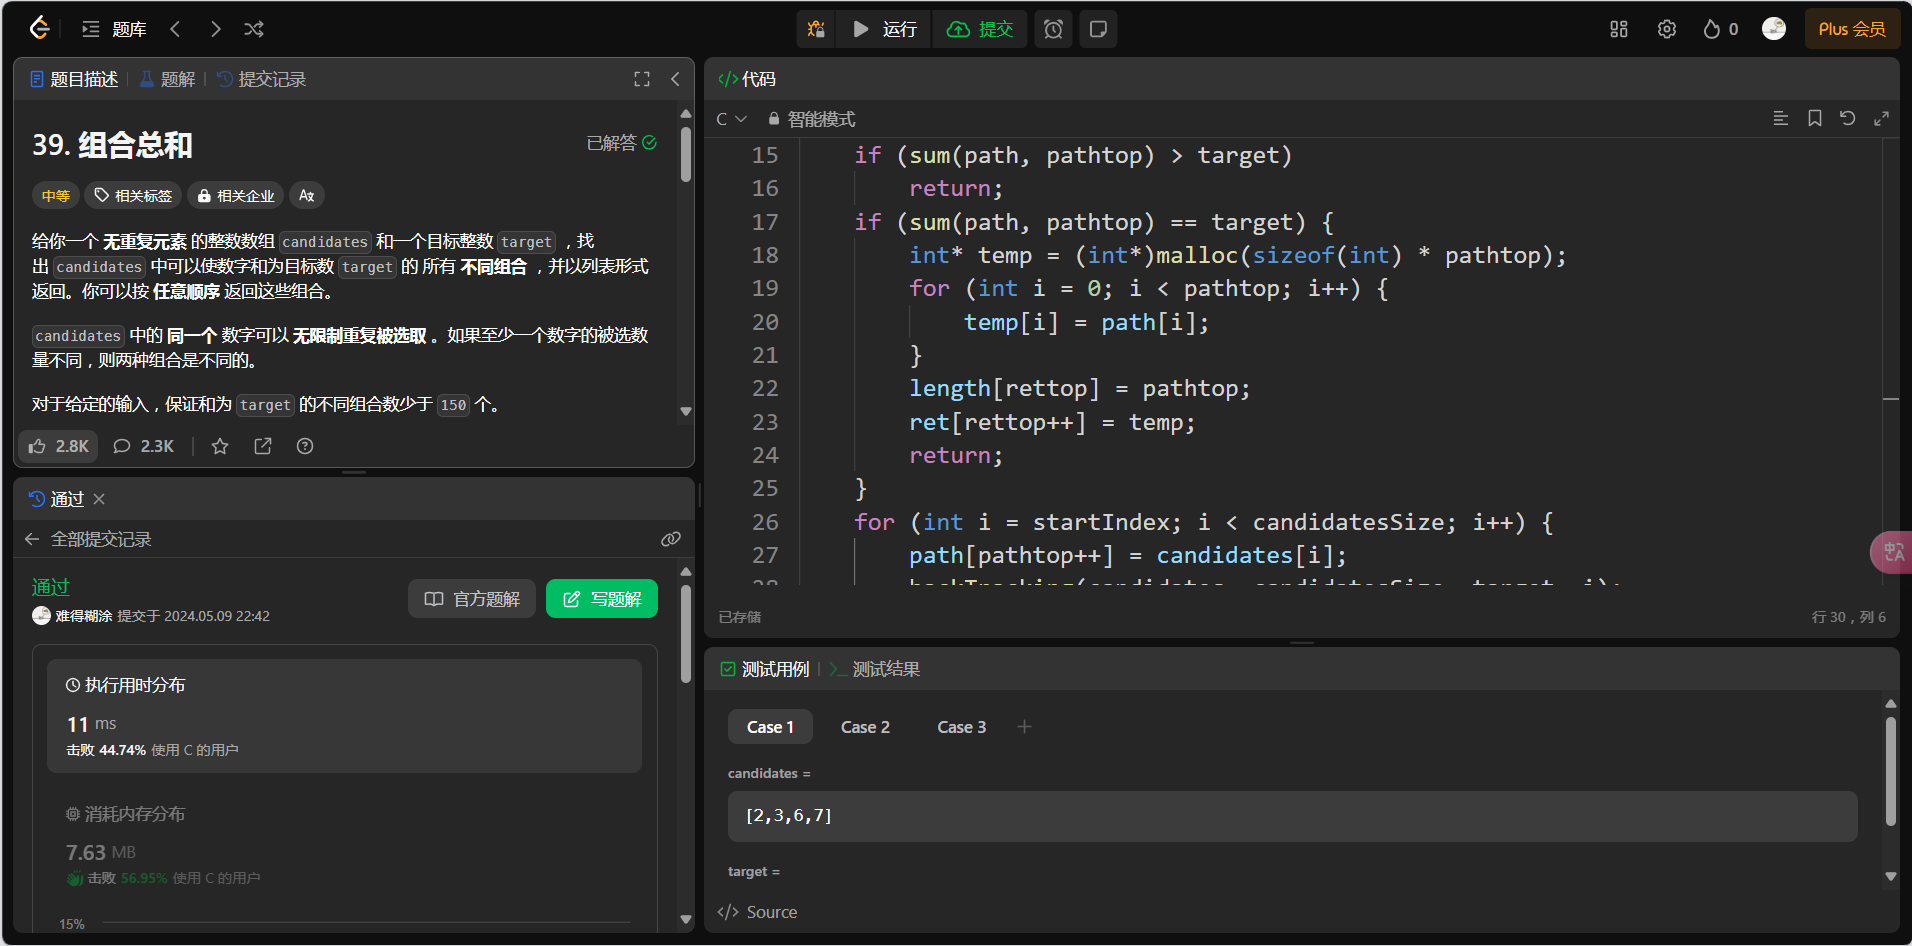 题库
运行
提交
0
Plus 会员
题目描述
题解
提交记录
39. 组合总和
已解答
中等
相关标签
相关企业
给你一个 无重复元素 的整数数组 candidates 和一个目标整数 target ，找
出 candidates 中可以使数字和为目标数 target 的 所有 不同组合 ，并以列表形式
返回。你可以按 任意顺序 返回这些组合。
candidates 中的 同一个 数字可以 无限制重复被选取 。如果至少一个数字的被选数
量不同，则两种组合是不同的。
对于给定的输入，保证和为 target 的不同组合数少于 150 个。
2.8K
2.3K
通过
全部提交记录
通过
难得糊涂 提交于 2024.05.09 22:42
官方题解
写题解
执行用时分布
11 ms
击败 44.74% 使用 C 的用户
消耗内存分布
7.63 MB
击败 56.95% 使用 C 的用户
15%
</> 代码
C
智能模式
15 if (sum(path, pathtop) > target)
16 return;
17 if (sum(path, pathtop) == target) {
18 int* temp = (int*)malloc(sizeof(int) * pathtop);
19 for (int i = 0; i < pathtop; i++) {
20 temp[i] = path[i];
21 }
22 length[rettop] = pathtop;
23 ret[rettop++] = temp;
24 return;
25 }
26 for (int i = startIndex; i < candidatesSize; i++) {
27 path[pathtop++] = candidates[i];
28 backTracking(candidates, candidatesSize, target, i);
已存储
行 30，列 6
测试用例
>_ 测试结果
Case 1
Case 2
Case 3
+
candidates =
[2,3,6,7]
target =
</> Source